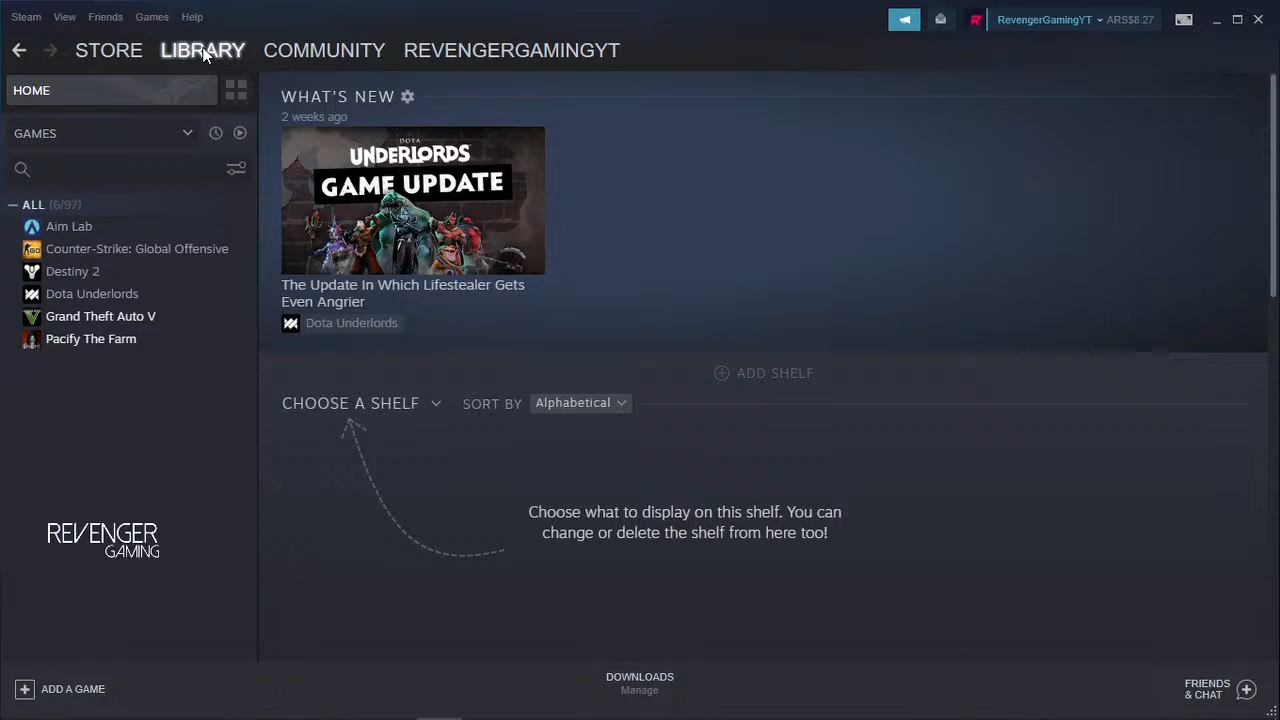 Steam View Friends Games Help
RevengerGamingYT ARS$8.27
STORE LIBRARY COMMUNITY REVENGERGAMINGYT
HOME
WHAT'S NEW
2 weeks ago
GAMES
DOTA
UNDERLORDS
GAME UPDATE
ALL (6/97)
Aim Lab
Counter-Strike: Global Offensive
Destiny 2
Dota Underlords
Grand Theft Auto V
Pacify The Farm
The Update In Which Lifestealer Gets
Even Angrier
Dota Underlords
ADD SHELF
CHOOSE A SHELF SORT BY Alphabetical
Choose what to display on this shelf. You can
change or delete the shelf from here too!
REVENGER
GAMING
ADD A GAME
DOWNLOADS
Manage
FRIENDS
& CHAT